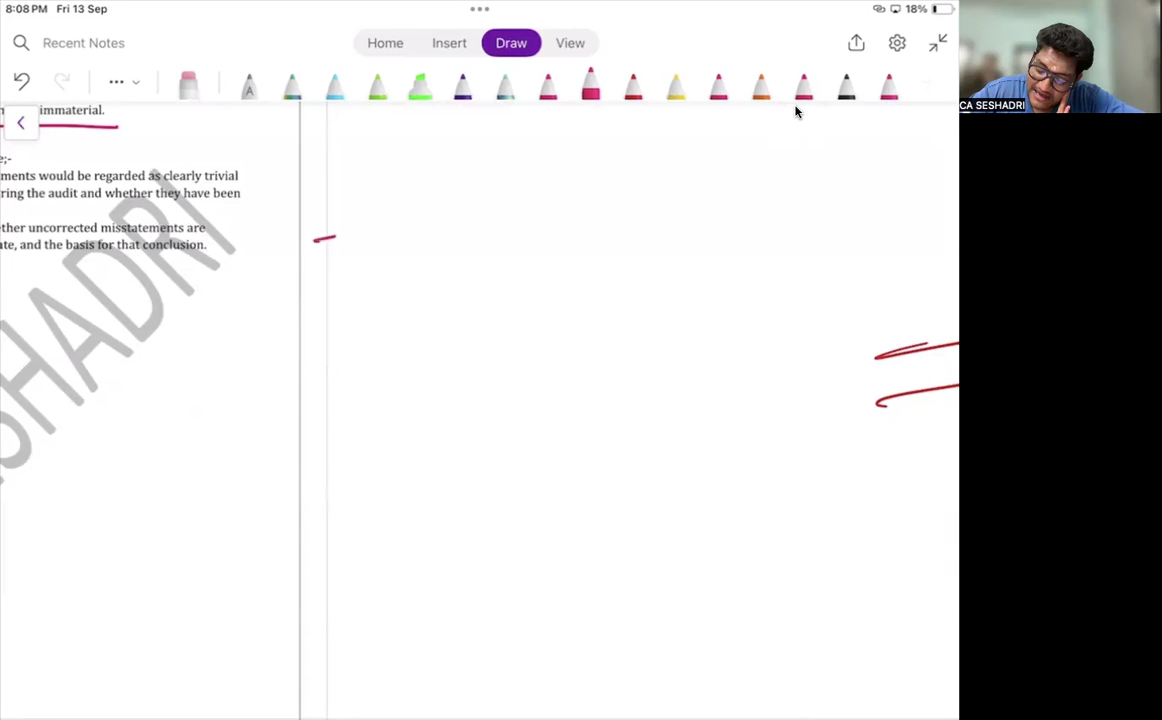 8:08 PM Fri 13 Sep
18%
Recent Notes
Home Insert Draw View
A
CA SESHADRI
immaterial.
e;-
ments would be regarded as clearly trivial
ring the audit and whether they have been
ther uncorrected misstatements are
te, and the basis for that conclusion.
SHADRI